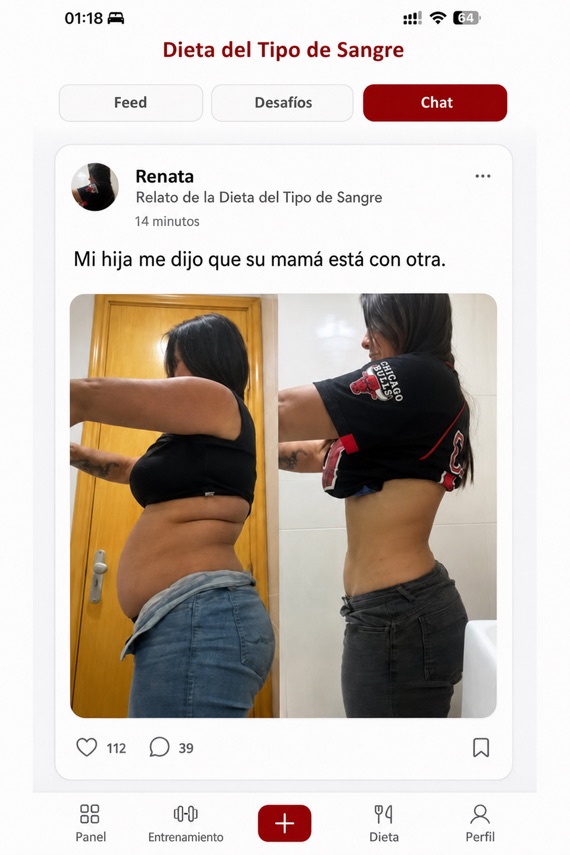 01:18
64
Dieta del Tipo de Sangre
Feed
Desafíos
Chat
Renata
Relato de la Dieta del Tipo de Sangre
14 minutos
Mi hija me dijo que su mamá está con otra.
CHICAGO
BULLS
112
39
Panel
Entrenamiento
Dieta
Perfil